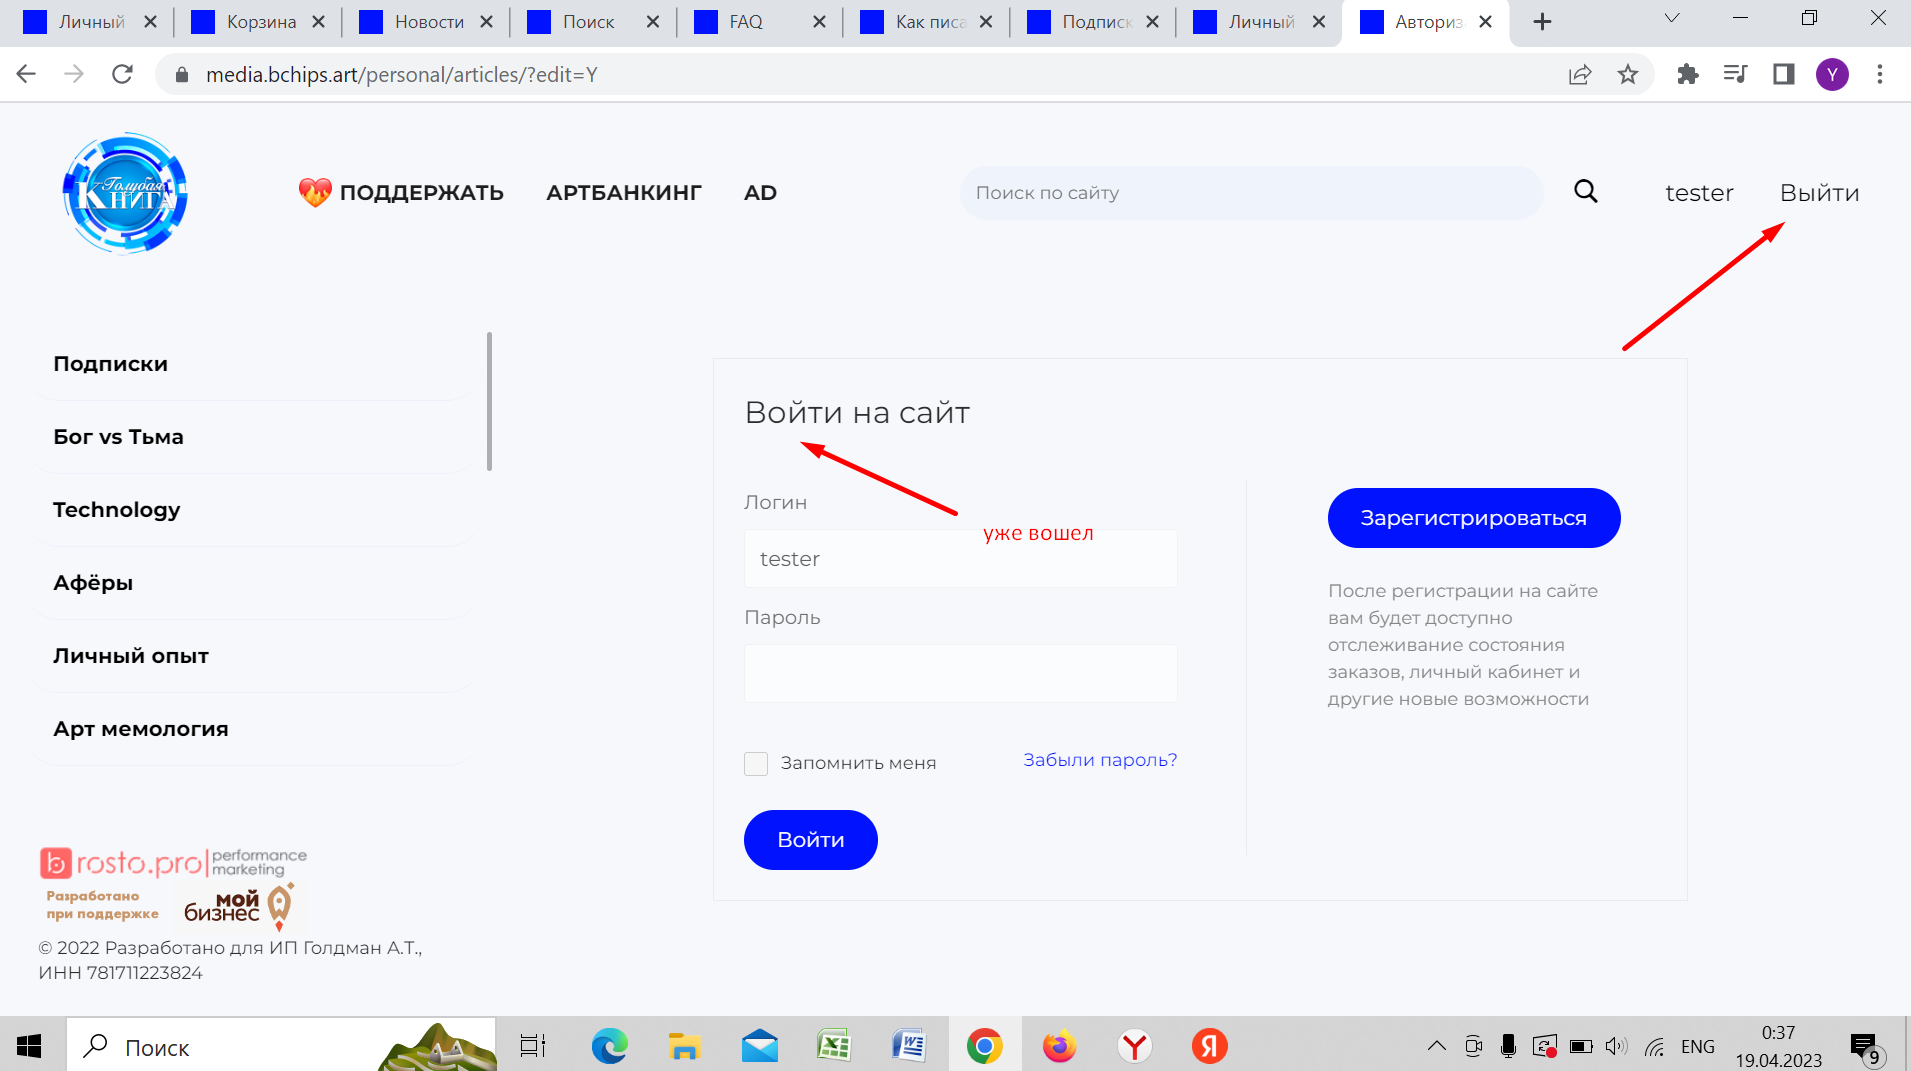 Личный
Корзина
Новости
Поиск
FAQ
Как писа
Подписк
Личный
Авториз
media.bchips.art/personal/articles/?edit=Y
Y
Голубая
Книга
ПОДДЕРЖАТЬ
АРТБАНКИНГ
AD
Поиск по сайту
tester
Выйти
Подписки
Бог vs Тьма
Technology
Афёры
Личный опыт
Арт мемология
Войти на сайт
Логин
уже вошел
tester
Пароль
Запомнить меня
Забыли пароль?
Войти
Зарегистрироваться
После регистрации на сайте
вам будет доступно
отслеживание состояния
заказов, личный кабинет и
другие новые возможности
b rosto.pro| performance
marketing
Разработано
при поддержке
мой
бизнес
© 2022 Разработано для ИП Голдман А.Т.,
ИНН 781711223824
Поиск
ENG
0:37
19.04.2023
9